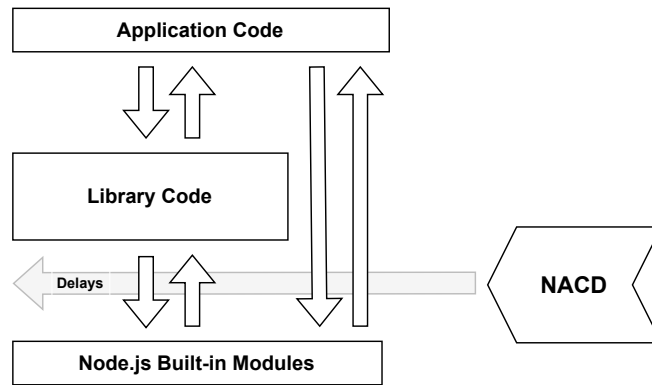 Application Code
Library Code
Delays
NACD
Node.js Built-in Modules